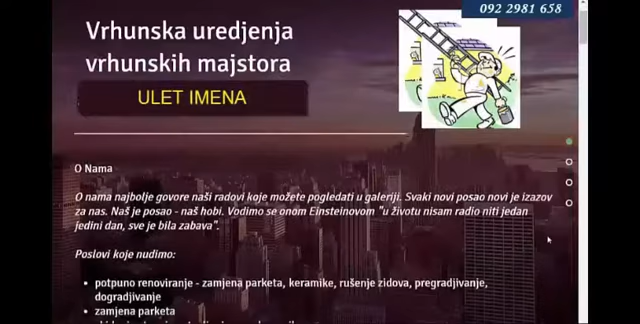 092 2981 658
Vrhunska uredjenja
vrhunskih majstora
ULET IMENA
O Nama
O nama najbolje govore naši radovi koje možete pogledati u galeriji. Svaki novi posao novi je izazov
za nas. Naš je posao - naš hobi. Vodimo se onom Einsteinovom "u životu nisam radio niti jedan
jedini dan, sve je bila zabava".
Poslovi koje nudimo:
• potpuno renoviranje - zamjena parketa, keramike, rušenje zidova, pregradjivanje,
dogradjivanje
• zamjena parketa